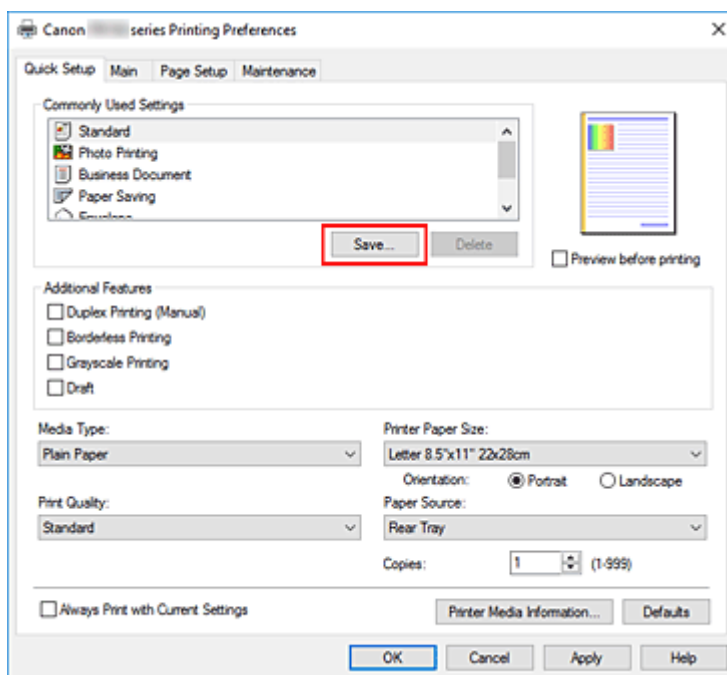 Canon series Printing Preferences
Quick Setup Main Page Setup Maintenance
Commonly Used Settings
Standard
Photo Printing
Business Document
Paper Saving
Envelope
Save... Delete
Preview before printing
Additional Features
Duplex Printing (Manual)
Borderless Printing
Grayscale Printing
Draft
Media Type: Printer Paper Size:
Plain Paper Letter 8.5"x11" 22x28cm
Orientation: Portrait Landscape
Print Quality: Paper Source:
Standard Rear Tray
Copies: 1 (1-999)
Always Print with Current Settings Printer Media Information... Defaults
OK Cancel Apply Help